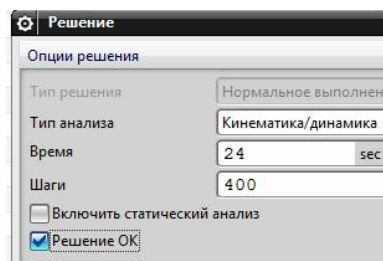 Решение
Опции решения
Тип решения Нормальное выполнен
Тип анализа Кинематика/динамика
Время 24 sec
Шаги 400
Включить статический анализ
Решение OK